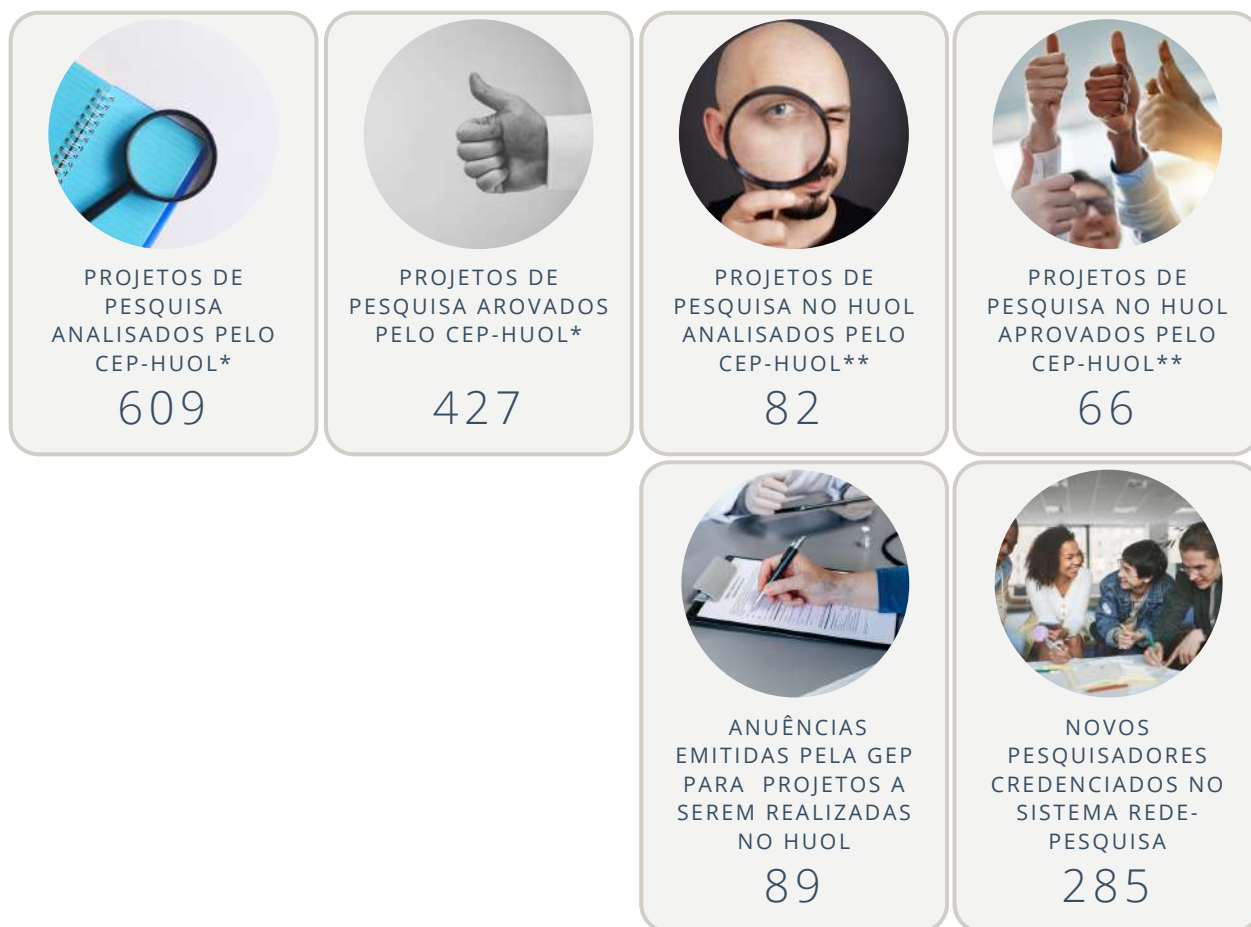 PROJETOS DE
PESQUISA
ANALISADOS PELO
CEP-HUOL*
609
PROJETOS DE
PESQUISA AROVADOS
PELO CEP-HUOL*
427
PROJETOS DE
PESQUISA NO HUOL
ANALISADOS PELO
CEP-HUOL**
82
PROJETOS DE
PESQUISA NO HUOL
APROVADOS PELO
CEP-HUOL**
66
ANUÊNCIAS
EMITIDAS PELA GEP
PARA PROJETOS A
SEREM REALIZADAS
NO HUOL
89
NOVOS
PESQUISADORES
CREDENCIADOS NO
SISTEMA REDE-
PESQUISA
285